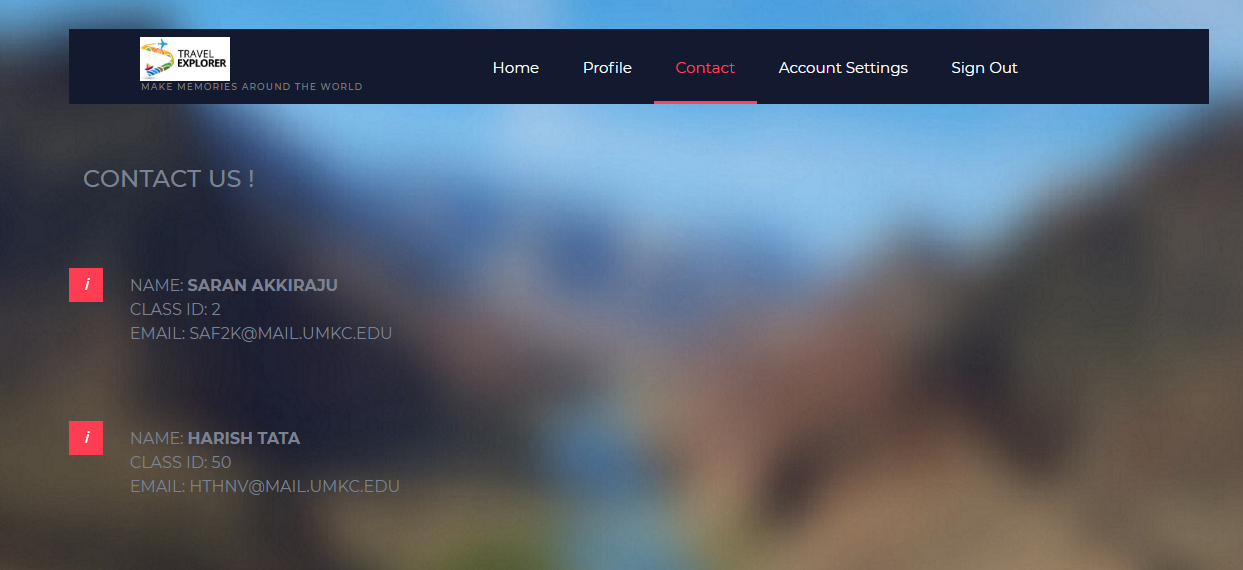 TRAVEL
EXPLORER
MAKE MEMORIES AROUND THE WORLD
Home Profile Contact Account Settings Sign Out
CONTACT US !
i
NAME: SARAN AKKIRAJU
CLASS ID: 2
EMAIL: SAF2K@MAIL.UMKC.EDU
i
NAME: HARISH TATA
CLASS ID: 50
EMAIL: HTHNV@MAIL.UMKC.EDU